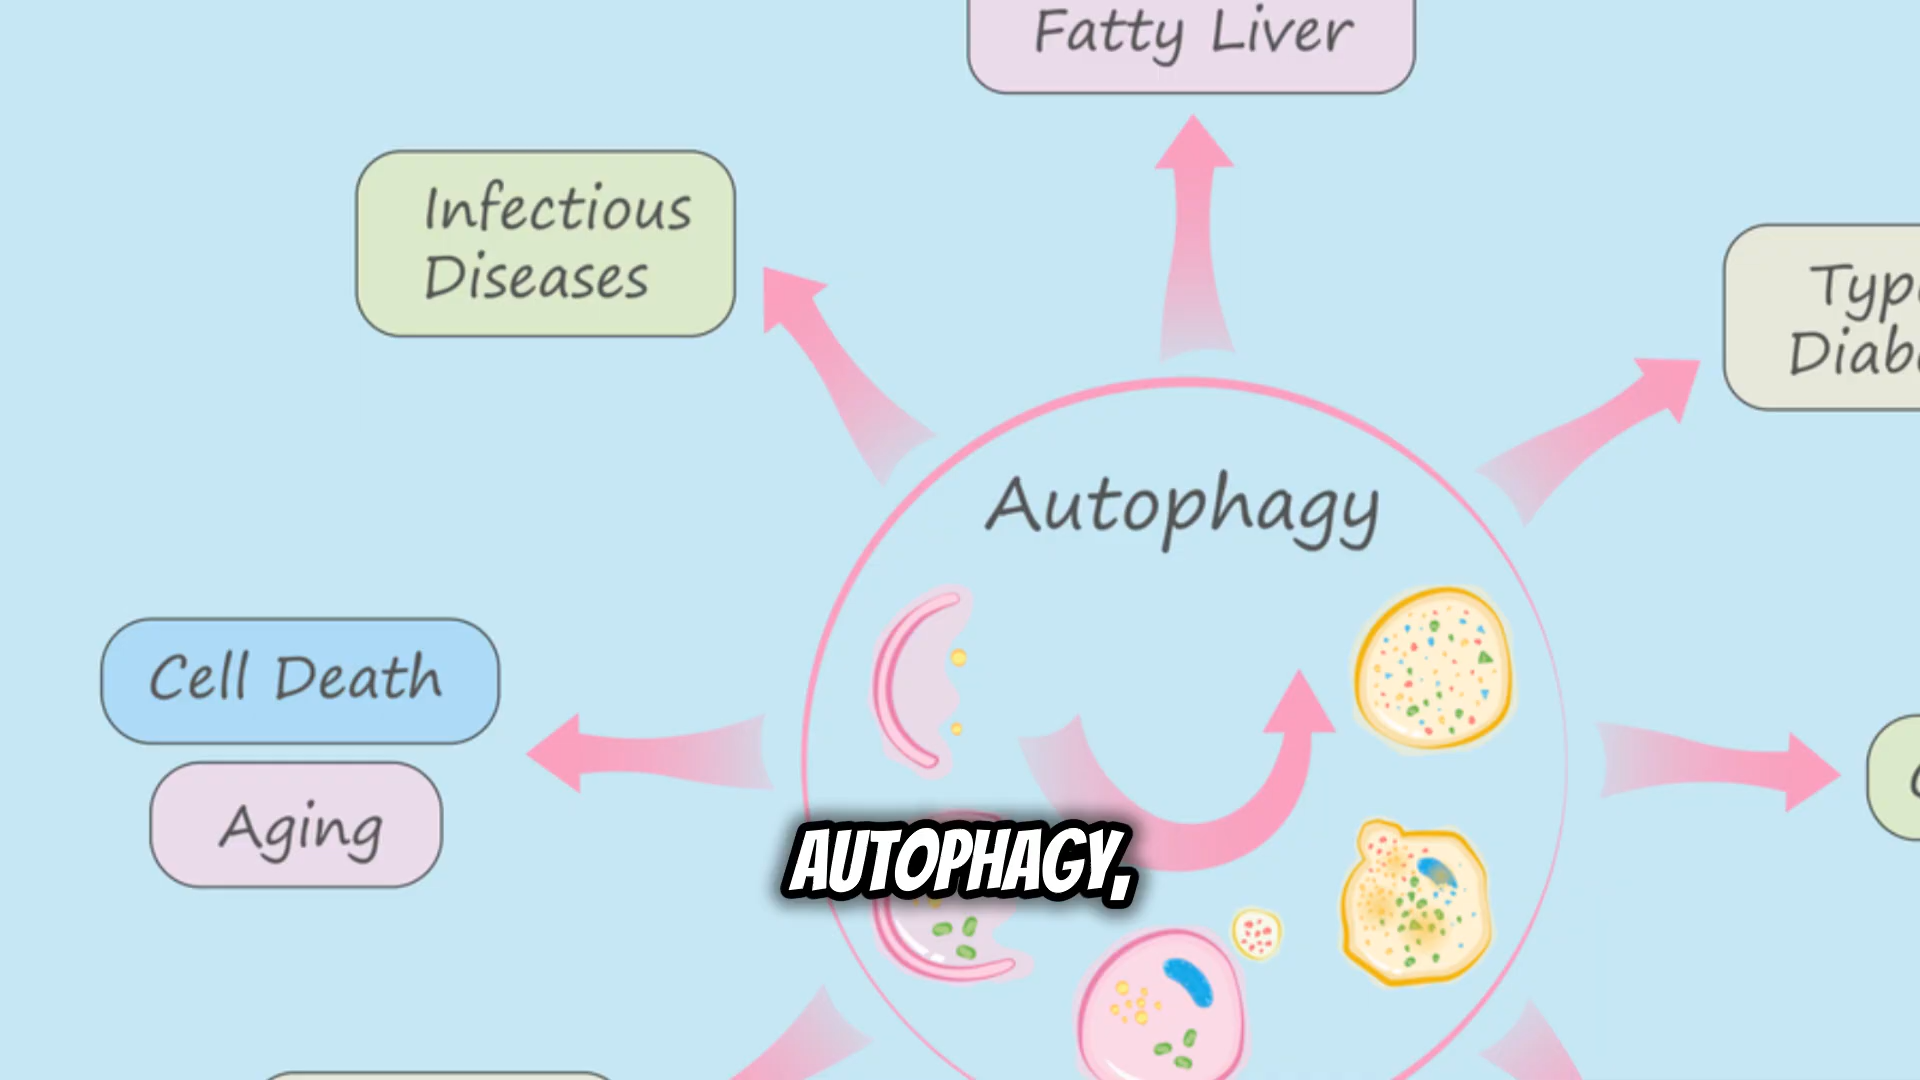 Fatty Liver
Infectious
Diseases
Autophagy
Cell Death
Aging
AUTOPHAGY,